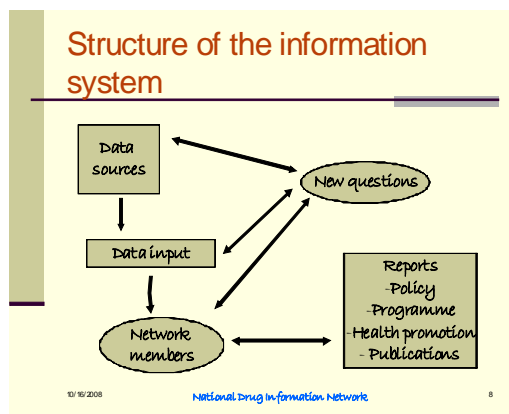 Structure of the information
system
Data
sources
New questions
Data input
Reports
-Policy
-Programme
-Health promotion
- Publications
Network
members
10/16/2008
National Drug Information Network
8